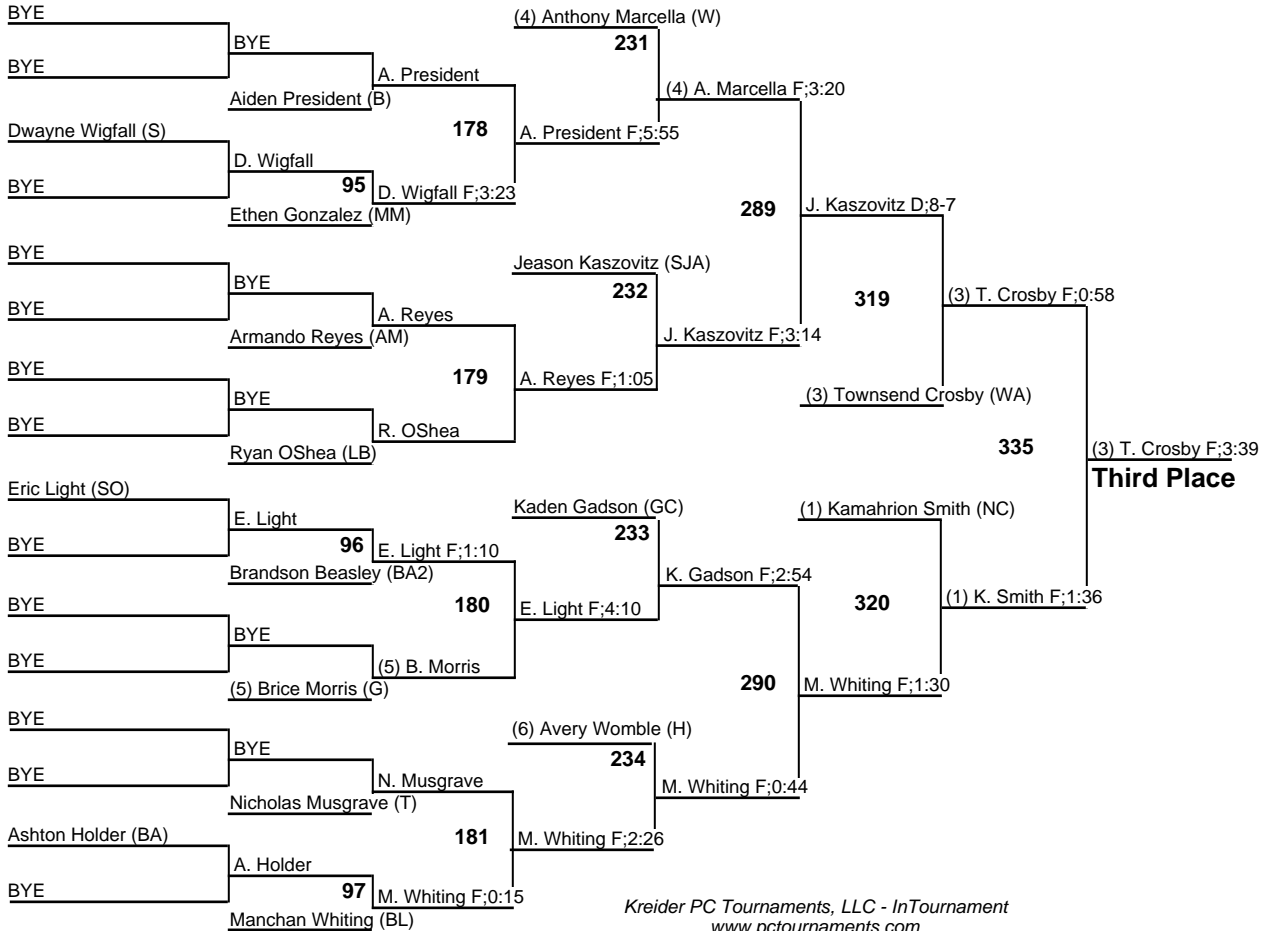 BYE
(4) Anthony Marcella (W)
231
BYE
BYE
A. President
(4) A. Marcella F;3:20
Aiden President (B)
178
A. President F;5:55
Dwayne Wigfall (S)
D. Wigfall
95
D. Wigfall F;3:23
BYE
Ethen Gonzalez (MM)
289
J. Kaszovitz D;8-7
BYE
Jeason Kaszovitz (SJA)
232
BYE
319
(3) T. Crosby F;0:58
BYE
A. Reyes
Armando Reyes (AM)
J. Kaszovitz F;3:14
BYE
179
A. Reyes F;1:05
(3) Townsend Crosby (WA)
BYE
BYE
R. OShea
Ryan OShea (LB)
335
(3) T. Crosby F;3:39
Third Place
Eric Light (SO)
Kaden Gadson (GC)
(1) Kamahrion Smith (NC)
E. Light
233
BYE
96
E. Light F;1:10
Brandson Beasley (BA2)
K. Gadson F;2:54
BYE
180
E. Light F;4:10
320
(1) K. Smith F;1:36
BYE
BYE
(5) B. Morris
(5) Brice Morris (G)
290
M. Whiting F;1:30
BYE
(6) Avery Womble (H)
BYE
234
BYE
N. Musgrave
M. Whiting F;0:44
Nicholas Musgrave (T)
Ashton Holder (BA)
181
M. Whiting F;2:26
A. Holder
BYE
97
M. Whiting F;0:15
Manchan Whiting (BL)
Kreider PC Tournaments, LLC - InTournament
www.pctournaments.com